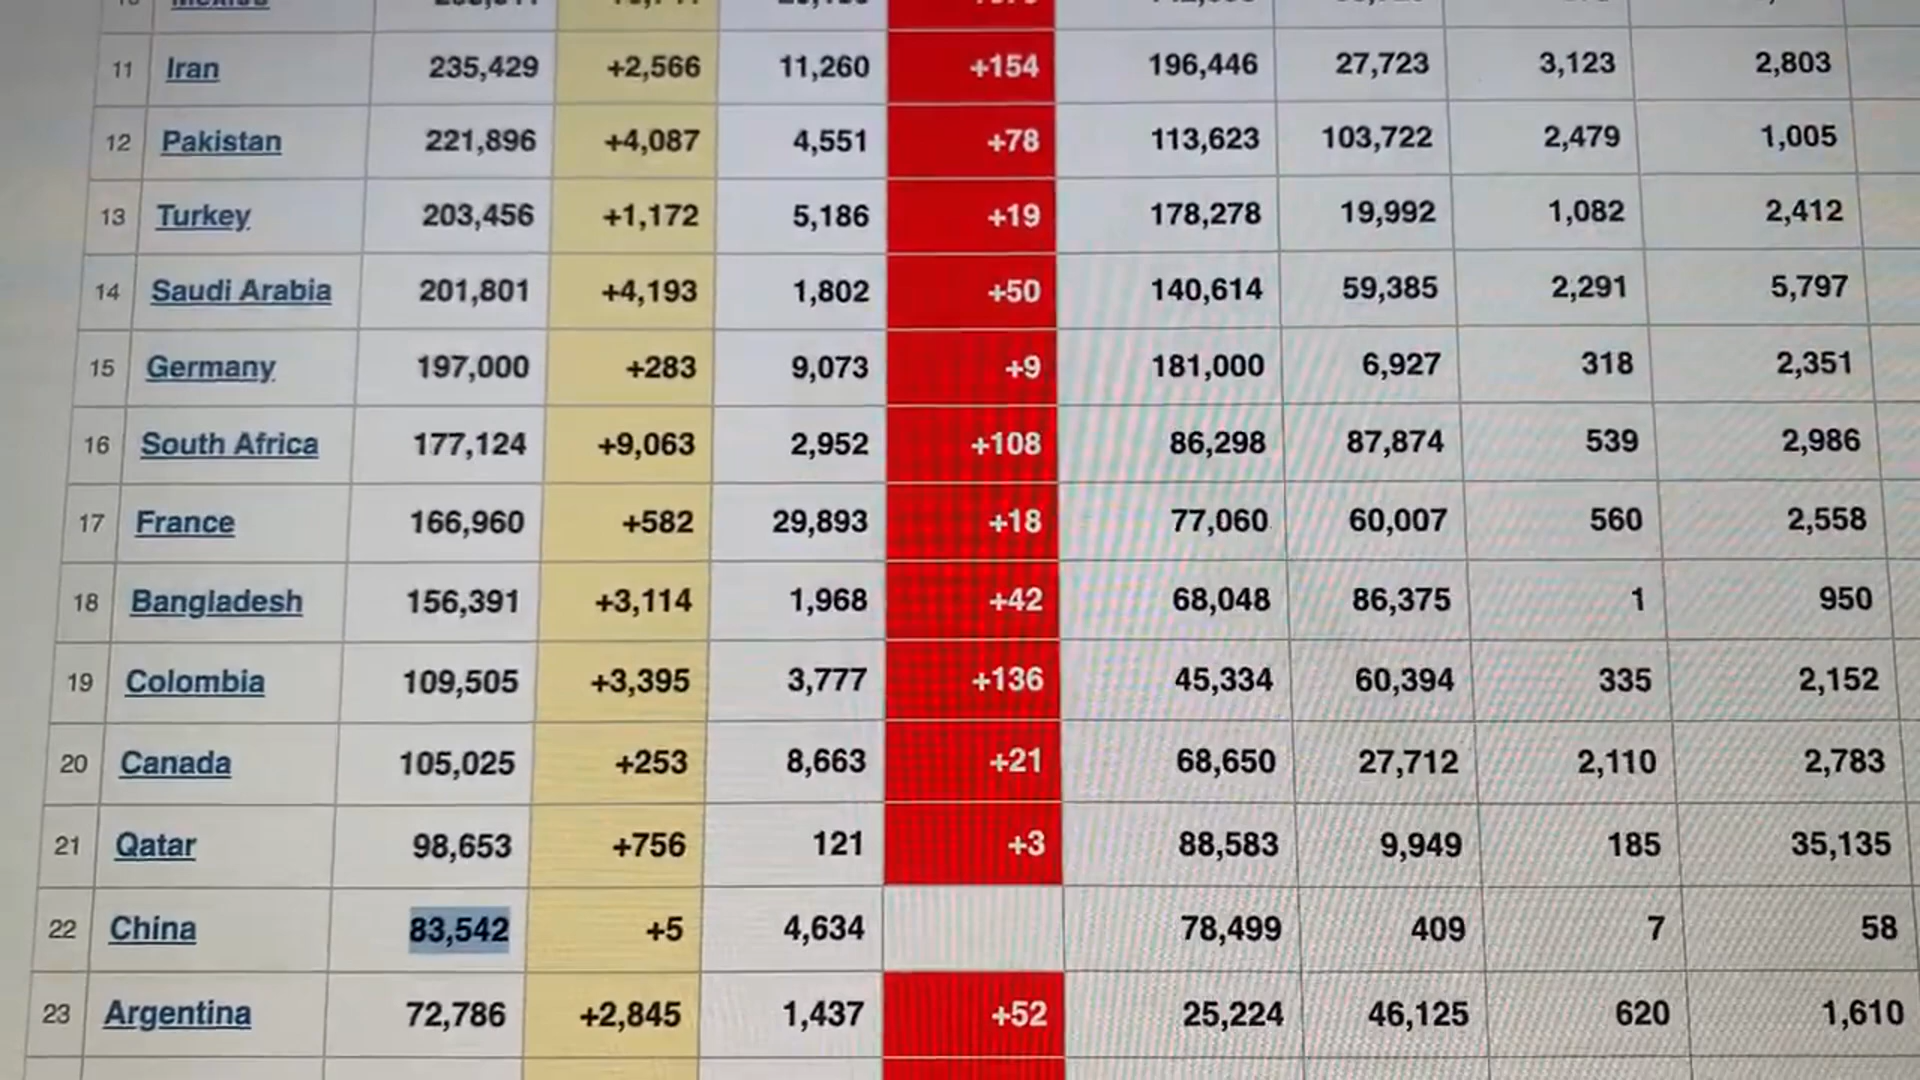 11 Iran 235,429 +2,566 11,260 +154 196,446 27,723 3,123 2,803
12 Pakistan 221,896 +4,087 4,551 +78 113,623 103,722 2,479 1,005
13 Turkey 203,456 +1,172 5,186 +19 178,278 19,992 1,082 2,412
14 Saudi Arabia 201,801 +4,193 1,802 +50 140,614 59,385 2,291 5,797
15 Germany 197,000 +283 9,073 +9 181,000 6,927 318 2,351
16 South Africa 177,124 +9,063 2,952 +108 86,298 87,874 539 2,986
17 France 166,960 +582 29,893 +18 77,060 60,007 560 2,558
18 Bangladesh 156,391 +3,114 1,968 +42 68,048 86,375 1 950
19 Colombia 109,505 +3,395 3,777 +136 45,334 60,394 335 2,152
20 Canada 105,025 +253 8,663 +21 68,650 27,712 2,110 2,783
21 Qatar 98,653 +756 121 +3 88,583 9,949 185 35,135
22 China 83,542 +5 4,634 78,499 409 7 58
23 Argentina 72,786 +2,845 1,437 +52 25,224 46,125 620 1,610